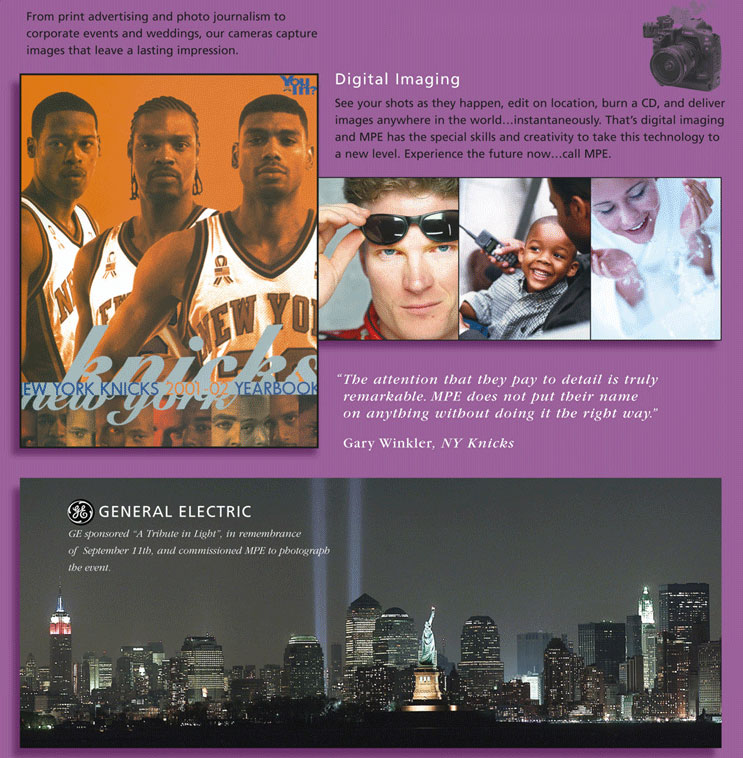 From print advertising and photo journalism to
corporate events and weddings, our cameras capture
images that leave a lasting impression.
YOU
TH?
Digital Imaging
See your shots as they happen, edit on location, burn a CD, and deliver
images anywhere in the world...instantaneously. That's digital imaging
and MPE has the special skills and creativity to take this technology to
a new level. Experience the future now...call MPE.
NEW YO
knicks
EW YORK KNICKS 2001-02 YEARBOOK
new york
"The attention that they pay to detail is truly
remarkable. MPE does not put their name
on anything without doing it the right way."
Gary Winkler, NY Knicks
GE GENERAL ELECTRIC
GE sponsored "A Tribute in Light", in remembrance
of September 11th, and commissioned MPE to photograph
the event.